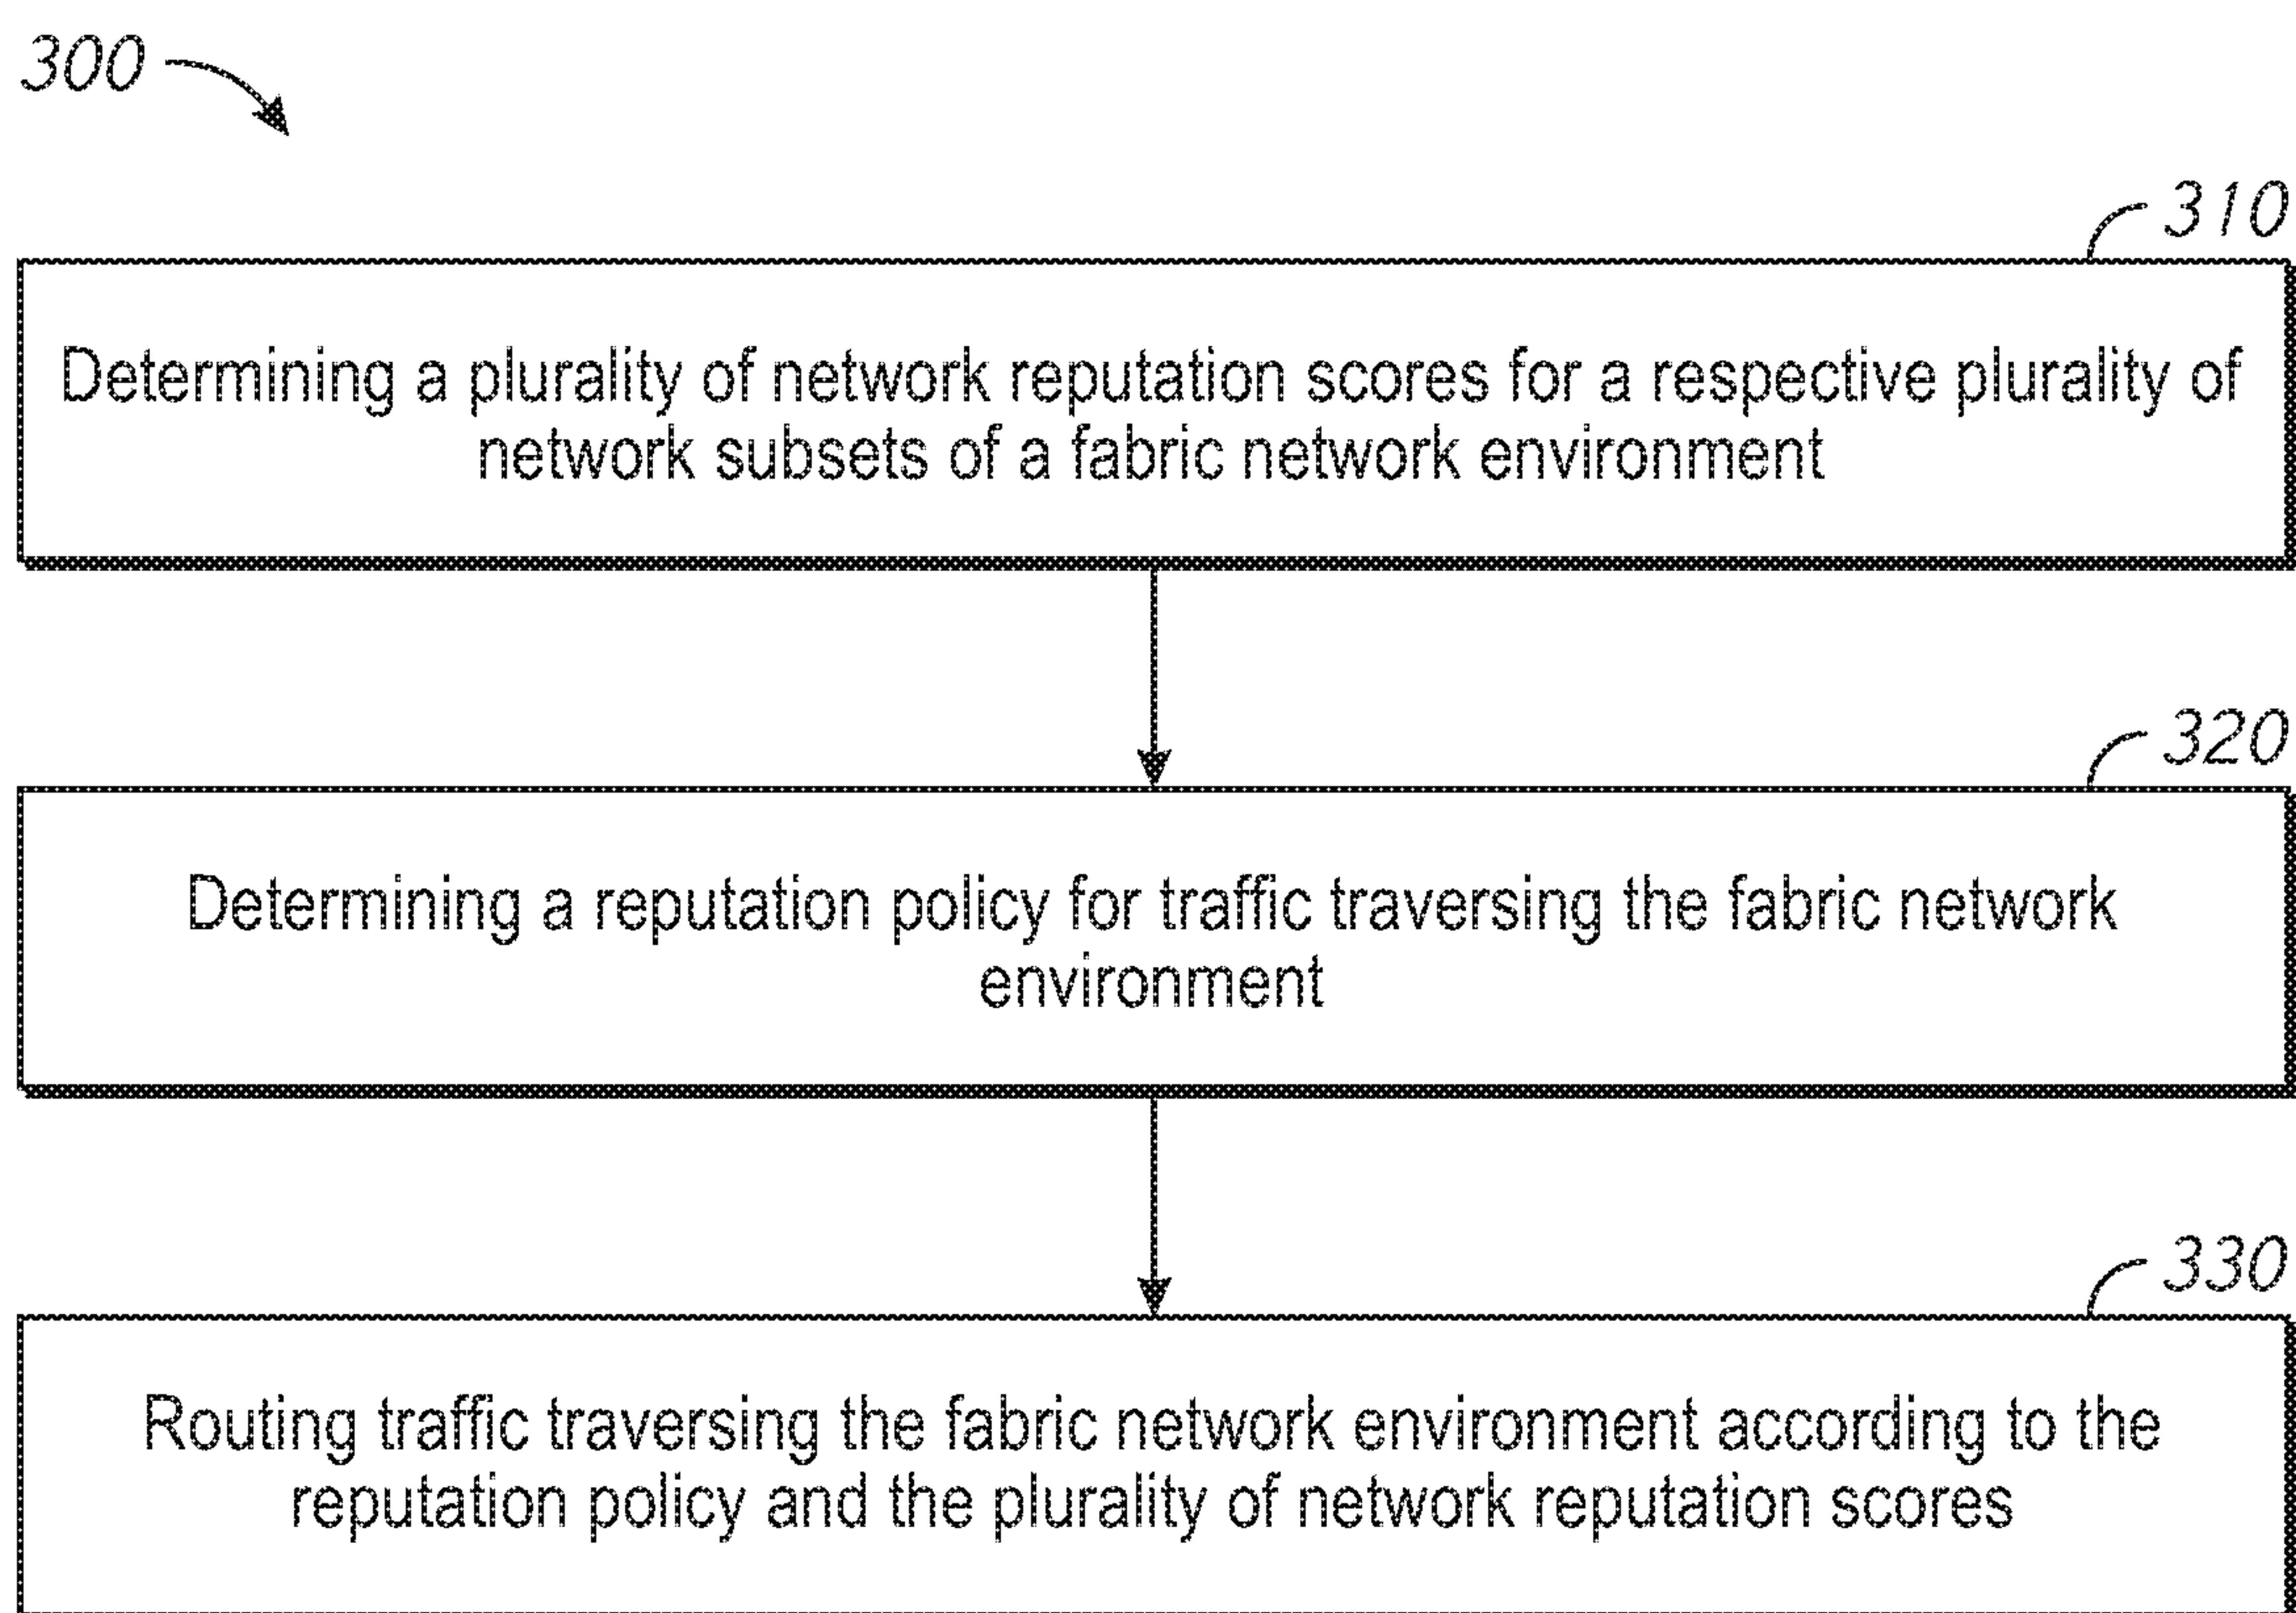 300
310
Determining a plurality of network reputation scores for a respective plurality of
network subsets of a fabric network environment
320
Determining a reputation policy for traffic traversing the fabric network
environment
330
Routing traffic traversing the fabric network environment according to the
reputation policy and the plurality of network reputation scores